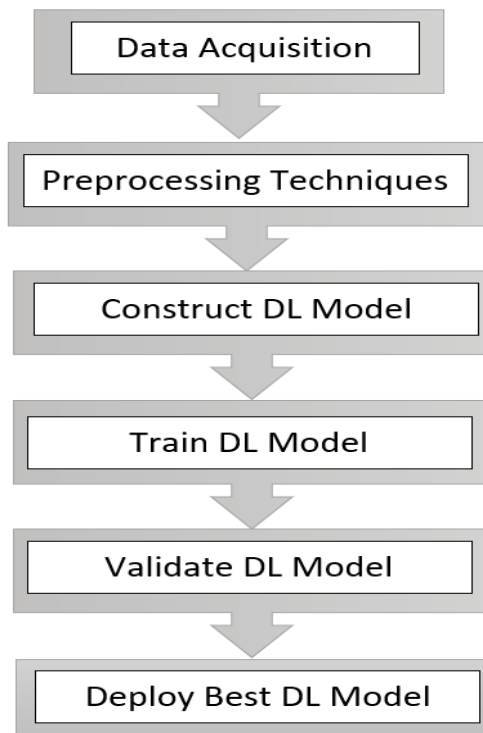 Data Acquisition
Preprocessing Techniques
Construct DL Model
Train DL Model
Validate DL Model
Deploy Best DL Model